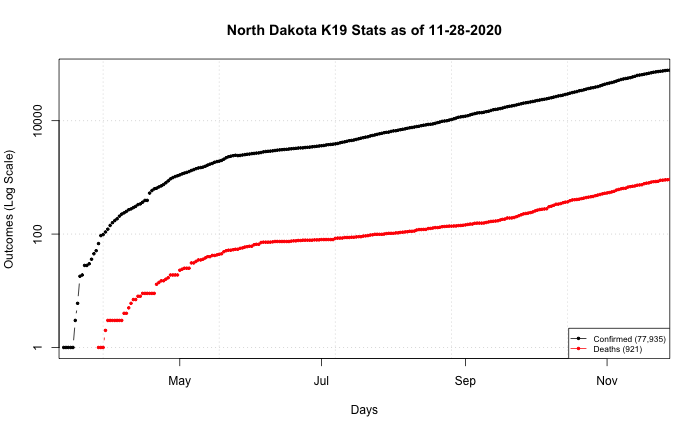 North Dakota K19 Stats as of 11-28-2020
Outcomes (Log Scale)
10000
100
1
May
Jul
Sep
Nov
Days
Confirmed (77,935)
Deaths (921)